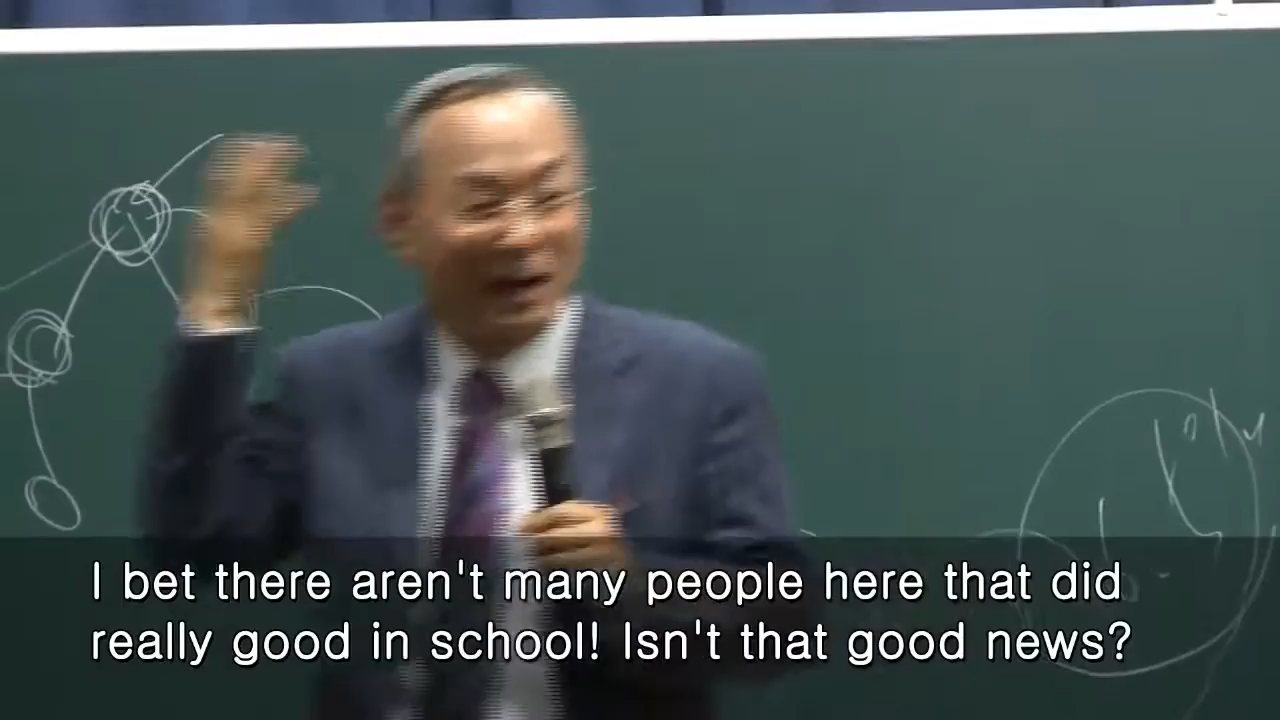 I bet there aren't many people here that did
really good in school! Isn't that good news?